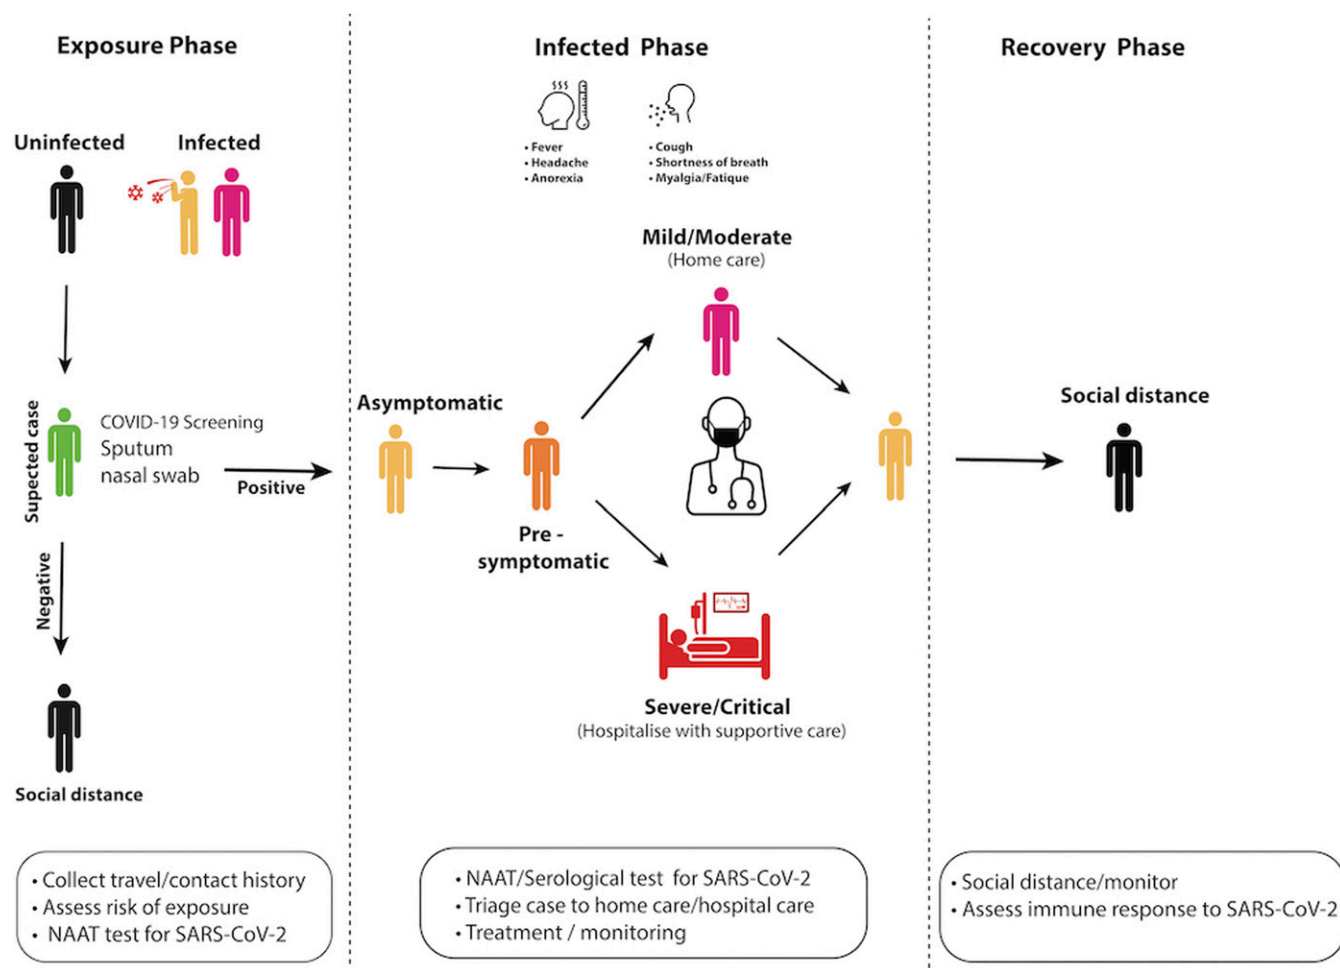 Exposure Phase
Uninfected
Infected
Supected case
COVID-19 Screening
Sputum
nasal swab
Positive
Negative
Social distance
• Collect travel/contact history
• Assess risk of exposure
• NAAT test for SARS-CoV-2
Infected Phase
• Fever
• Headache
• Anorexia
• Cough
• Shortness of breath
• Myalgia/Fatique
Mild/Moderate
(Home care)
Asymptomatic
Pre -
symptomatic
Severe/Critical
(Hospitalise with supportive care)
• NAAT/Serological test for SARS-CoV-2
• Triage case to home care/hospital care
• Treatment / monitoring
Recovery Phase
Social distance
• Social distance/monitor
• Assess immune response to SARS-CoV-2